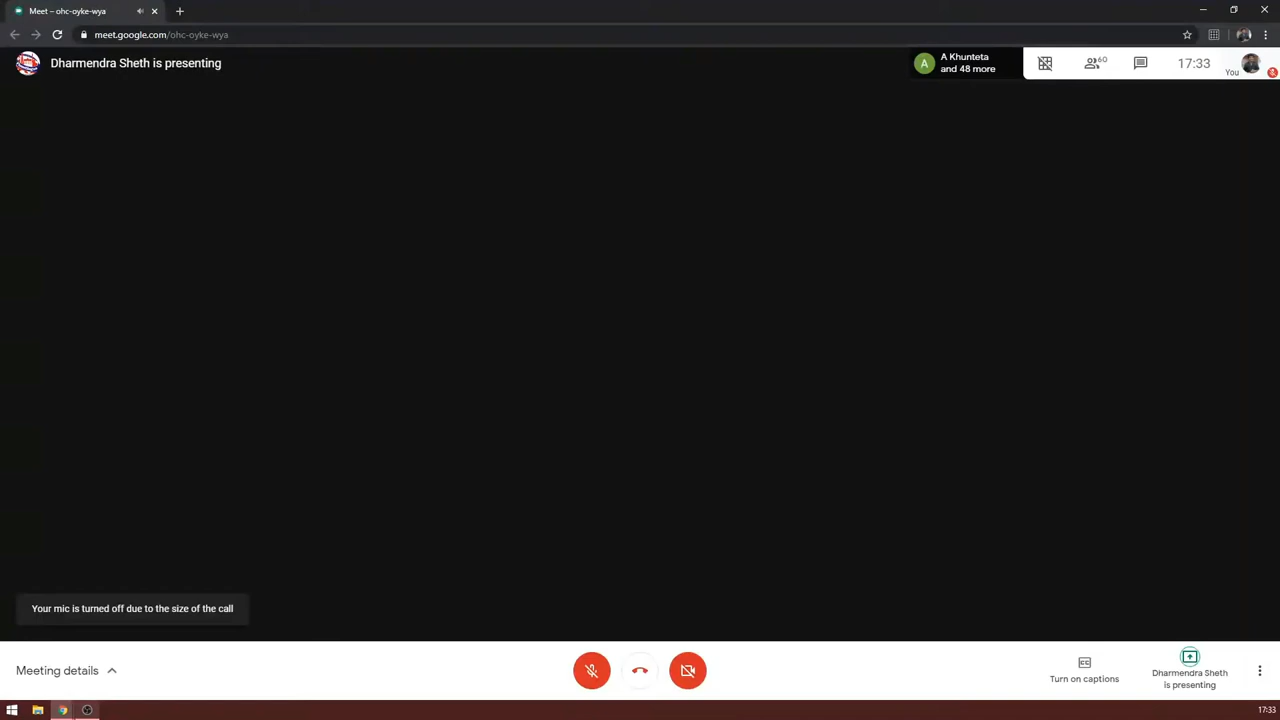 Meet – ohc-oyke-wya
meet.google.com/ohc-oyke-wya
Dharmendra Sheth is presenting
A
A Khunteta
and 48 more
60
17:33
You
Your mic is turned off due to the size of the call
Meeting details
CC
Turn on captions
Dharmendra Sheth
is presenting
17:33